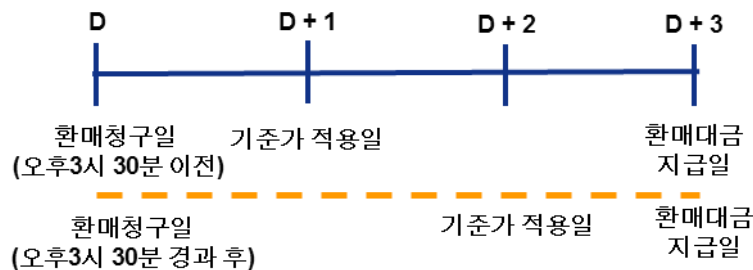 D D + 1 D + 2 D + 3
환매청구일 기준가 적용일 환매대금
(오후3시 30분 이전) 지급일
환매청구일 기준가 적용일 환매대금
(오후3시 30분 경과 후) 지급일